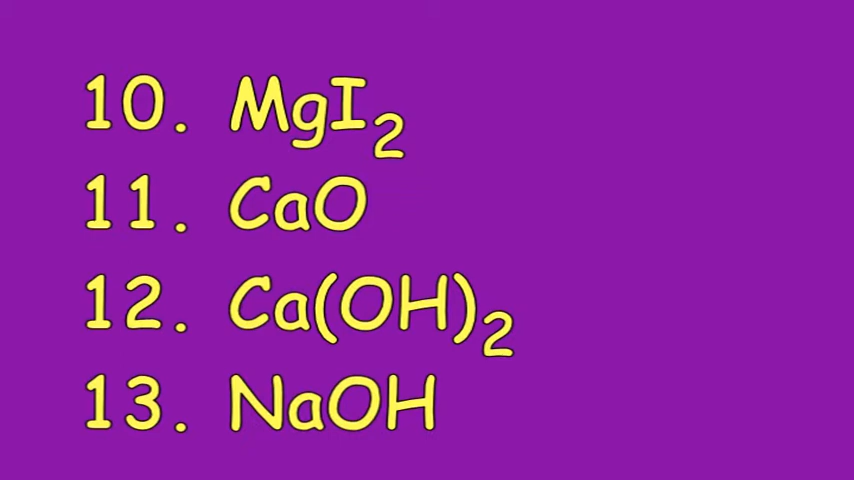 10. MgI₂
11. CaO
12. Ca(OH)₂
13. NaOH